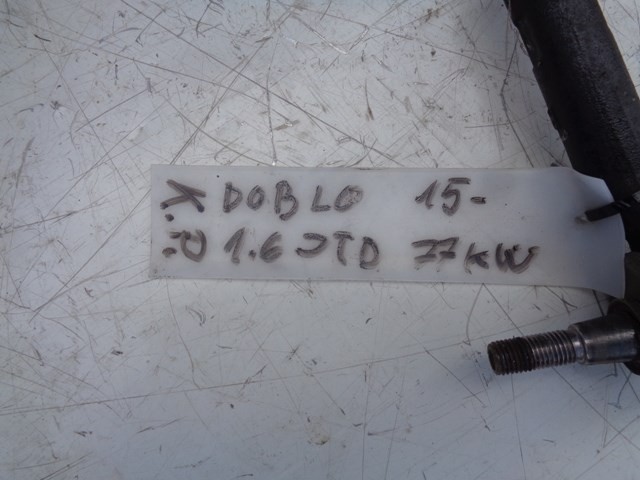 DOBLO 15-
1.6 JTD 77KW
K.
R.